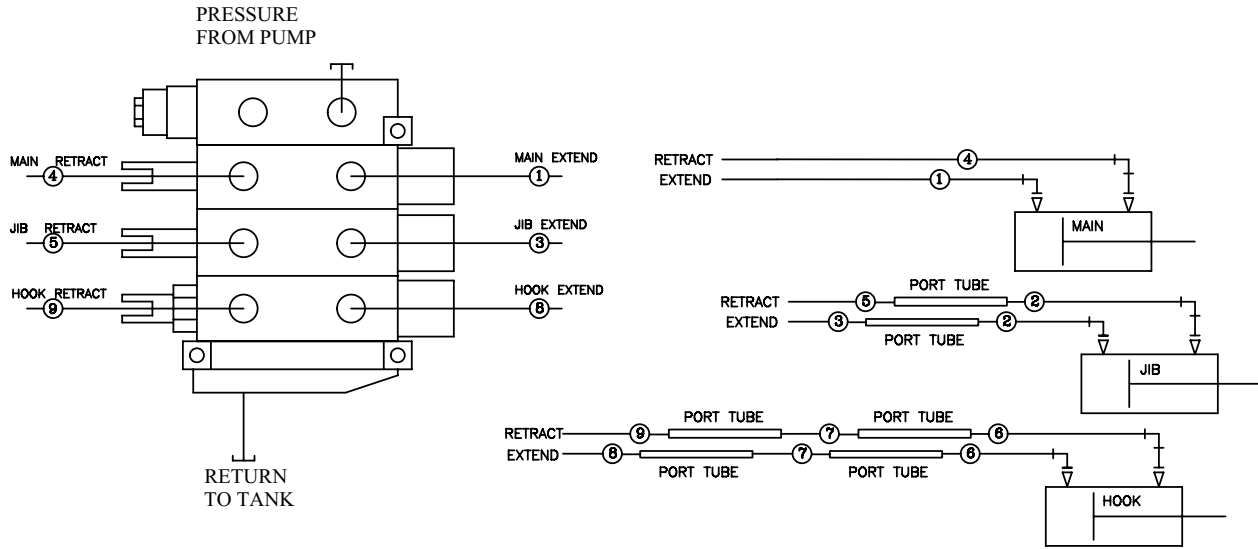 PRESSURE
FROM PUMP
MAIN RETRACT
4
MAIN EXTEND
1
JIB RETRACT
5
JIB EXTEND
3
HOOK RETRACT
9
HOOK EXTEND
8
RETURN
TO TANK
RETRACT 4
EXTEND 1
MAIN
PORT TUBE
RETRACT 5 2
EXTEND 3 2
PORT TUBE
JIB
PORT TUBE PORT TUBE
RETRACT 9 7 6
EXTEND 8 7 6
PORT TUBE PORT TUBE
HOOK